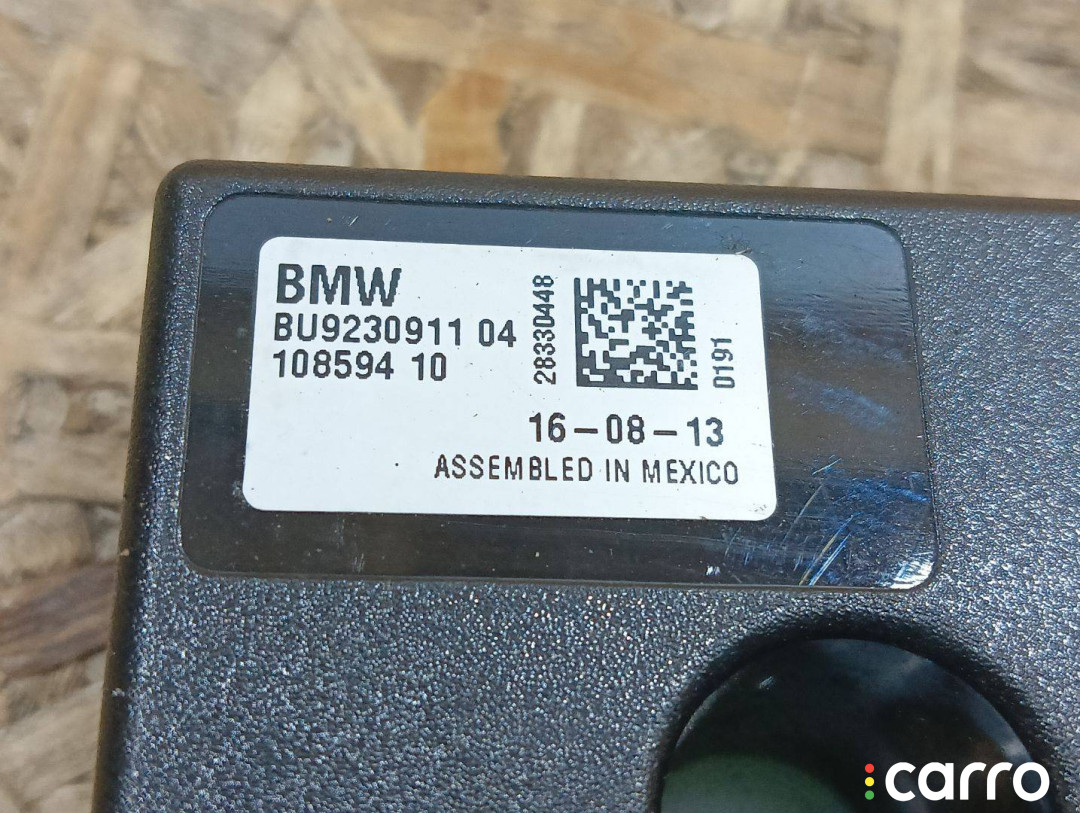 BMW
BU9230911 04
108594 10
28330448
0191
16-08-13
ASSEMBLED IN MEXICO
carro